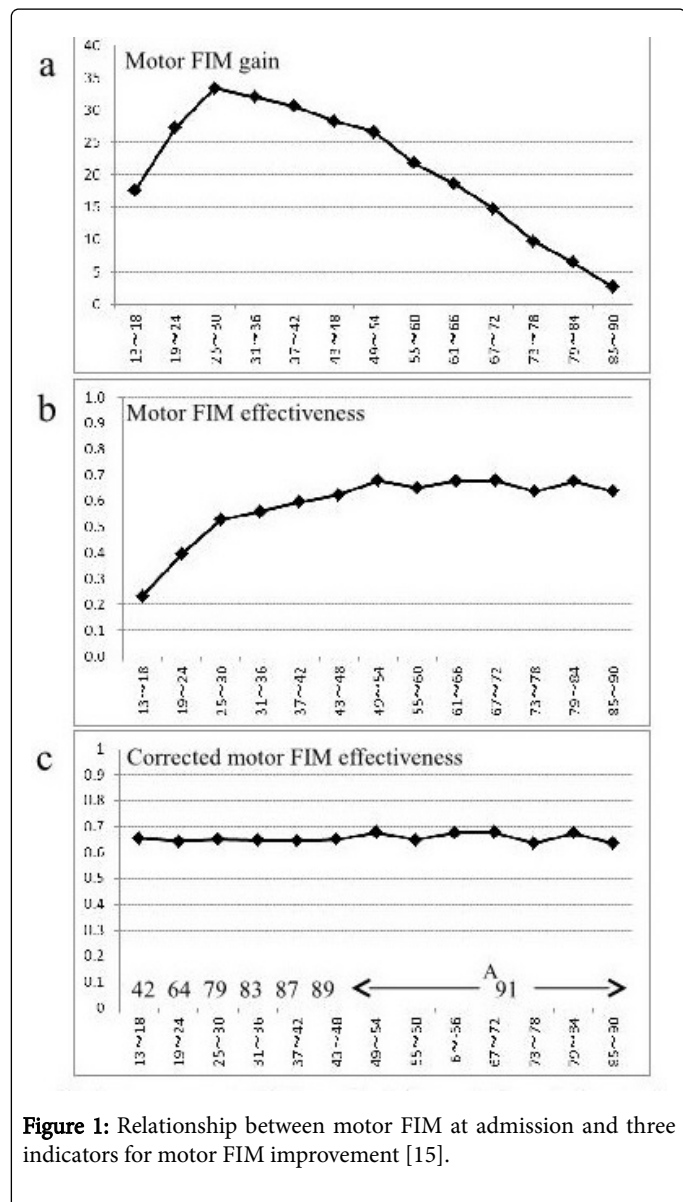 a
Motor FIM gain
40
35
30
25
20
15
10
5
0
13~18 19~24 25~30 31~36 37~42 43~48 49~54 55~60 61~66 67~72 73~78 79~84 85~90
b
Motor FIM effectiveness
1.0
0.9
0.8
0.7
0.6
0.5
0.4
0.3
0.2
0.1
0.0
13~18 19~24 25~30 31~36 37~42 43~48 49~54 55~60 61~66 67~72 73~78 79~84 85~90
c
Corrected motor FIM effectiveness
1
0.9
0.8
0.7
0.6
0.5
0.4
0.3
0.2
0.1
0
A
42 64 79 83 87 89 91
13~18 19~24 25~30 31~36 37~42 43~48 49~54 55~60 67~72 73~78 79~84 85~90
Figure 1: Relationship between motor FIM at admission and three
indicators for motor FIM improvement [15].